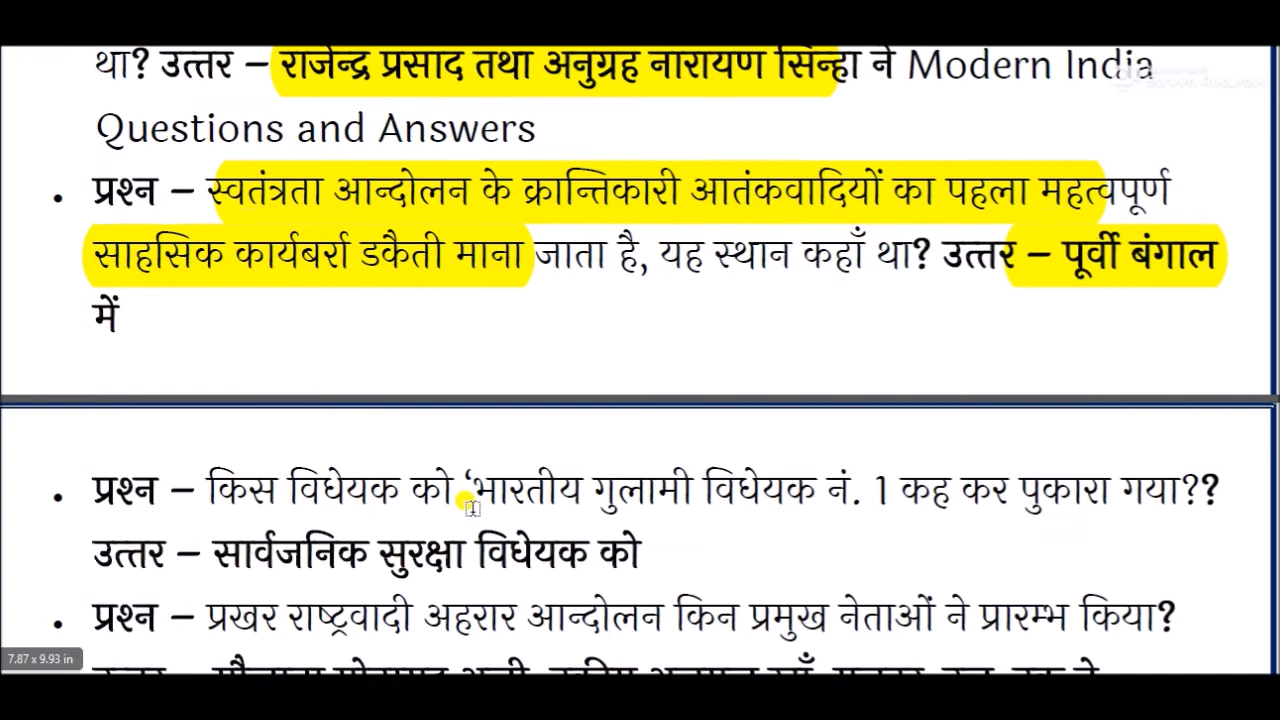 था? उत्तर – राजेन्द्र प्रसाद तथा अनुग्रह नारायण सिन्हा ने Modern India
Questions and Answers
• प्रश्न – स्वतंत्रता आन्दोलन के क्रान्तिकारी आतंकवादियों का पहला महत्वपूर्ण
साहसिक कार्यबर्रा डकैती माना जाता है, यह स्थान कहाँ था? उत्तर – पूर्वी बंगाल
में
• प्रश्न – किस विधेयक को ‘भारतीय गुलामी विधेयक नं. 1 कह कर पुकारा गया??
उत्तर – सार्वजनिक सुरक्षा विधेयक को
• प्रश्न – प्रखर राष्ट्रवादी अहरार आन्दोलन किन प्रमुख नेताओं ने प्रारम्भ किया?
7.87 x 9.93 in